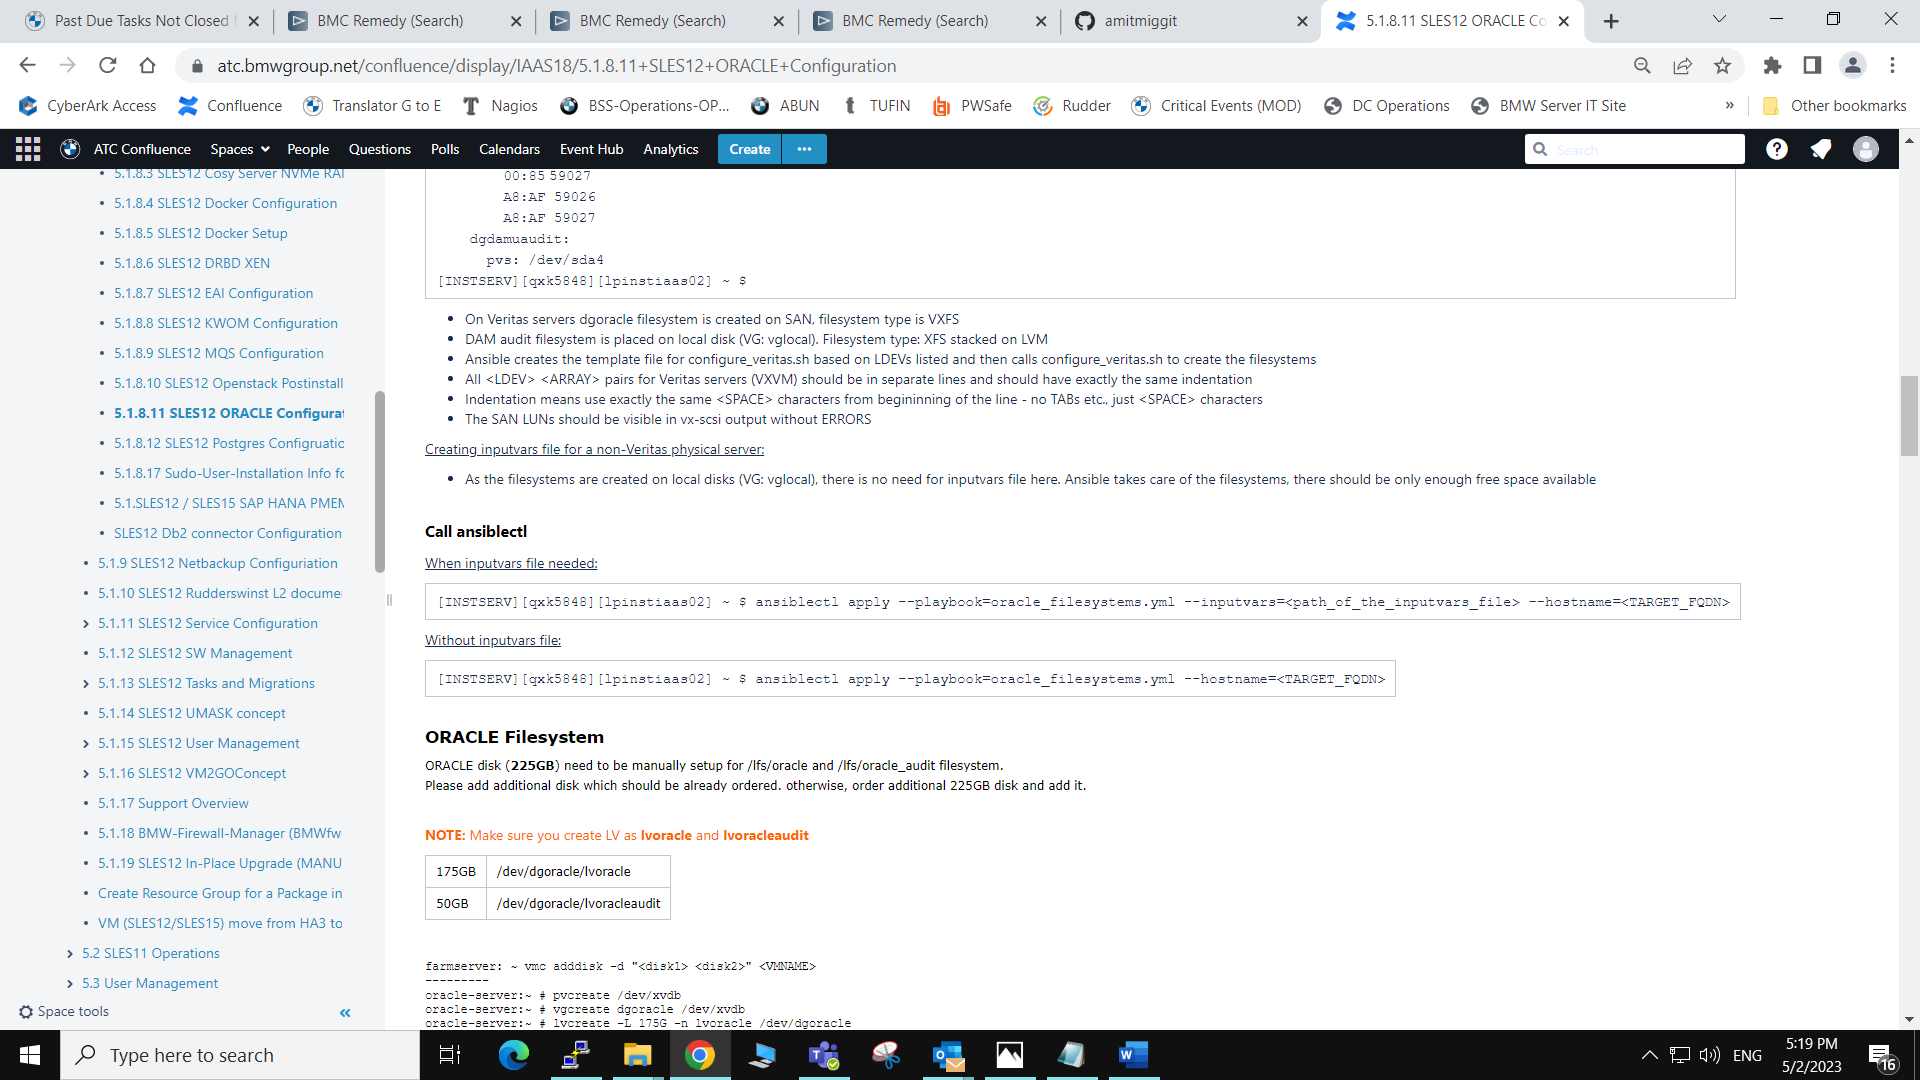 Past Due Tasks Not Closed
BMC Remedy (Search)
BMC Remedy (Search)
BMC Remedy (Search)
amitmiggit
5.1.8.11 SLES12 ORACLE Co
atc.bmwgroup.net/confluence/display/IAAS18/5.1.8.11+SLES12+ORACLE+Configuration
CyberArk Access
Confluence
Translator G to E
Nagios
BSS-Operations-OP...
ABUN
TUFIN
PWSafe
Rudder
Critical Events (MOD)
DC Operations
BMW Server IT Site
»
Other bookmarks
ATC Confluence
Spaces
People
Questions
Polls
Calendars
Event Hub
Analytics
Create
Search
5.1.8.3 SLES12 Cosy Server NVMe RAI
5.1.8.4 SLES12 Docker Configuration
5.1.8.5 SLES12 Docker Setup
5.1.8.6 SLES12 DRBD XEN
5.1.8.7 SLES12 EAI Configuration
5.1.8.8 SLES12 KWOM Configuration
5.1.8.9 SLES12 MQS Configuration
5.1.8.10 SLES12 Openstack Postinstall
5.1.8.11 SLES12 ORACLE Configurat
5.1.8.12 SLES12 Postgres Configruatio
5.1.8.17 Sudo-User-Installation Info fo
5.1.SLES12 / SLES15 SAP HANA PMEM
SLES12 Db2 connector Configuration
5.1.9 SLES12 Netbackup Configuriation
5.1.10 SLES12 Rudderswinst L2 docume
5.1.11 SLES12 Service Configuration
5.1.12 SLES12 SW Management
5.1.13 SLES12 Tasks and Migrations
5.1.14 SLES12 UMASK concept
5.1.15 SLES12 User Management
5.1.16 SLES12 VM2GOConcept
5.1.17 Support Overview
5.1.18 BMW-Firewall-Manager (BMWfw
5.1.19 SLES12 In-Place Upgrade (MANU
Create Resource Group for a Package in
VM (SLES12/SLES15) move from HA3 to
5.2 SLES11 Operations
5.3 User Management
Space tools
«
00:85 59027
A8:AF 59026
A8:AF 59027
dgdamuaudit:
pvs: /dev/sda4
[INSTSERV][qxk5848][lpinstiaas02] ~ $
• On Veritas servers dgoracle filesystem is created on SAN, filesystem type is VXFS
• DAM audit filesystem is placed on local disk (VG: vglocal). Filesystem type: XFS stacked on LVM
• Ansible creates the template file for configure_veritas.sh based on LDEVs listed and then calls configure_veritas.sh to create the filesystems
• All <LDEV> <ARRAY> pairs for Veritas servers (VXVM) should be in separate lines and should have exactly the same indentation
• Indentation means use exactly the same <SPACE> characters from begininning of the line - no TABs etc., just <SPACE> characters
• The SAN LUNs should be visible in vx-scsi output without ERRORS
Creating inputvars file for a non-Veritas physical server:
• As the filesystems are created on local disks (VG: vglocal), there is no need for inputvars file here. Ansible takes care of the filesystems, there should be only enough free space available
Call ansiblectl
When inputvars file needed:
[INSTSERV][qxk5848][lpinstiaas02] ~ $ ansiblectl apply --playbook=oracle_filesystems.yml --inputvars=<path_of_the_inputvars_file> --hostname=<TARGET_FQDN>
Without inputvars file:
[INSTSERV][qxk5848][lpinstiaas02] ~ $ ansiblectl apply --playbook=oracle_filesystems.yml --hostname=<TARGET_FQDN>
ORACLE Filesystem
ORACLE disk (225GB) need to be manually setup for /lfs/oracle and /lfs/oracle_audit filesystem.
Please add additional disk which should be already ordered. otherwise, order additional 225GB disk and add it.
NOTE: Make sure you create LV as lvoracle and lvoracleaudit
175GB /dev/dgoracle/lvoracle
50GB /dev/dgoracle/lvoracleaudit
farmserver: ~ vmc adddisk -d "<disk1> <disk2>" <VMNAME>
---------
oracle-server:~ # pvcreate /dev/xvdb
oracle-server:~ # vgcreate dgoracle /dev/xvdb
oracle-server:~ # lvcreate -L 175G -n lvoracle /dev/dgoracle
Type here to search
ENG
5:19 PM
5/2/2023
16